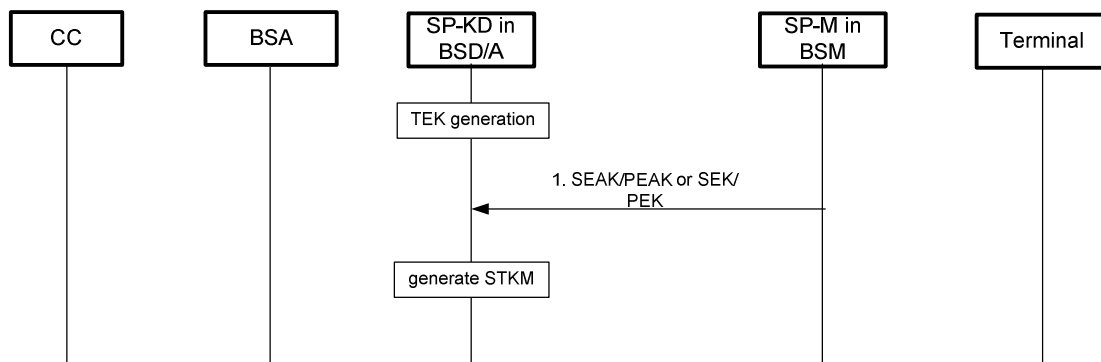 CC
BSA
SP-KD in
BSD/A
SP-M in
BSM
Terminal
TEK generation
1. SEAK/PEAK or SEK/
PEK
generate STKM